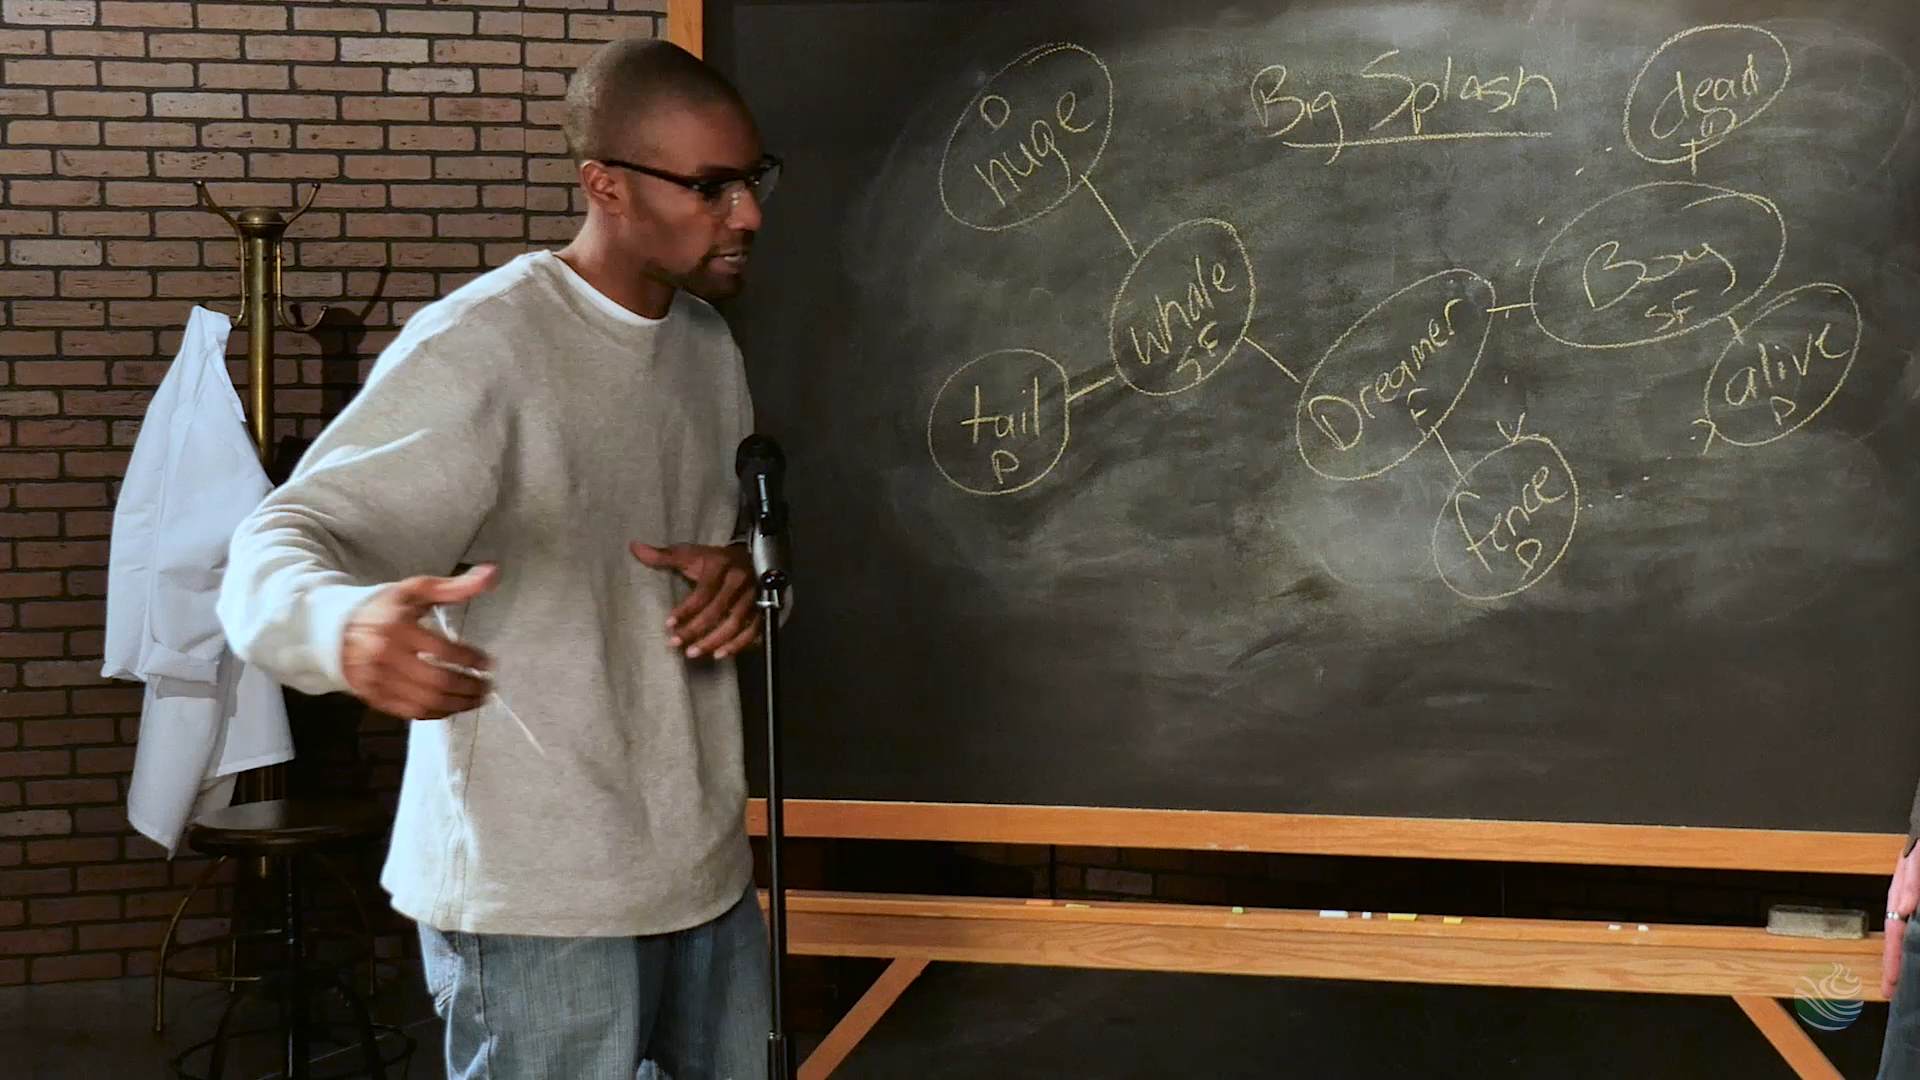 Big Splash
D
huge
whale
SF
tail
D
Dreamer
F
fence
D
Boy
SF
dead
D
alive
D